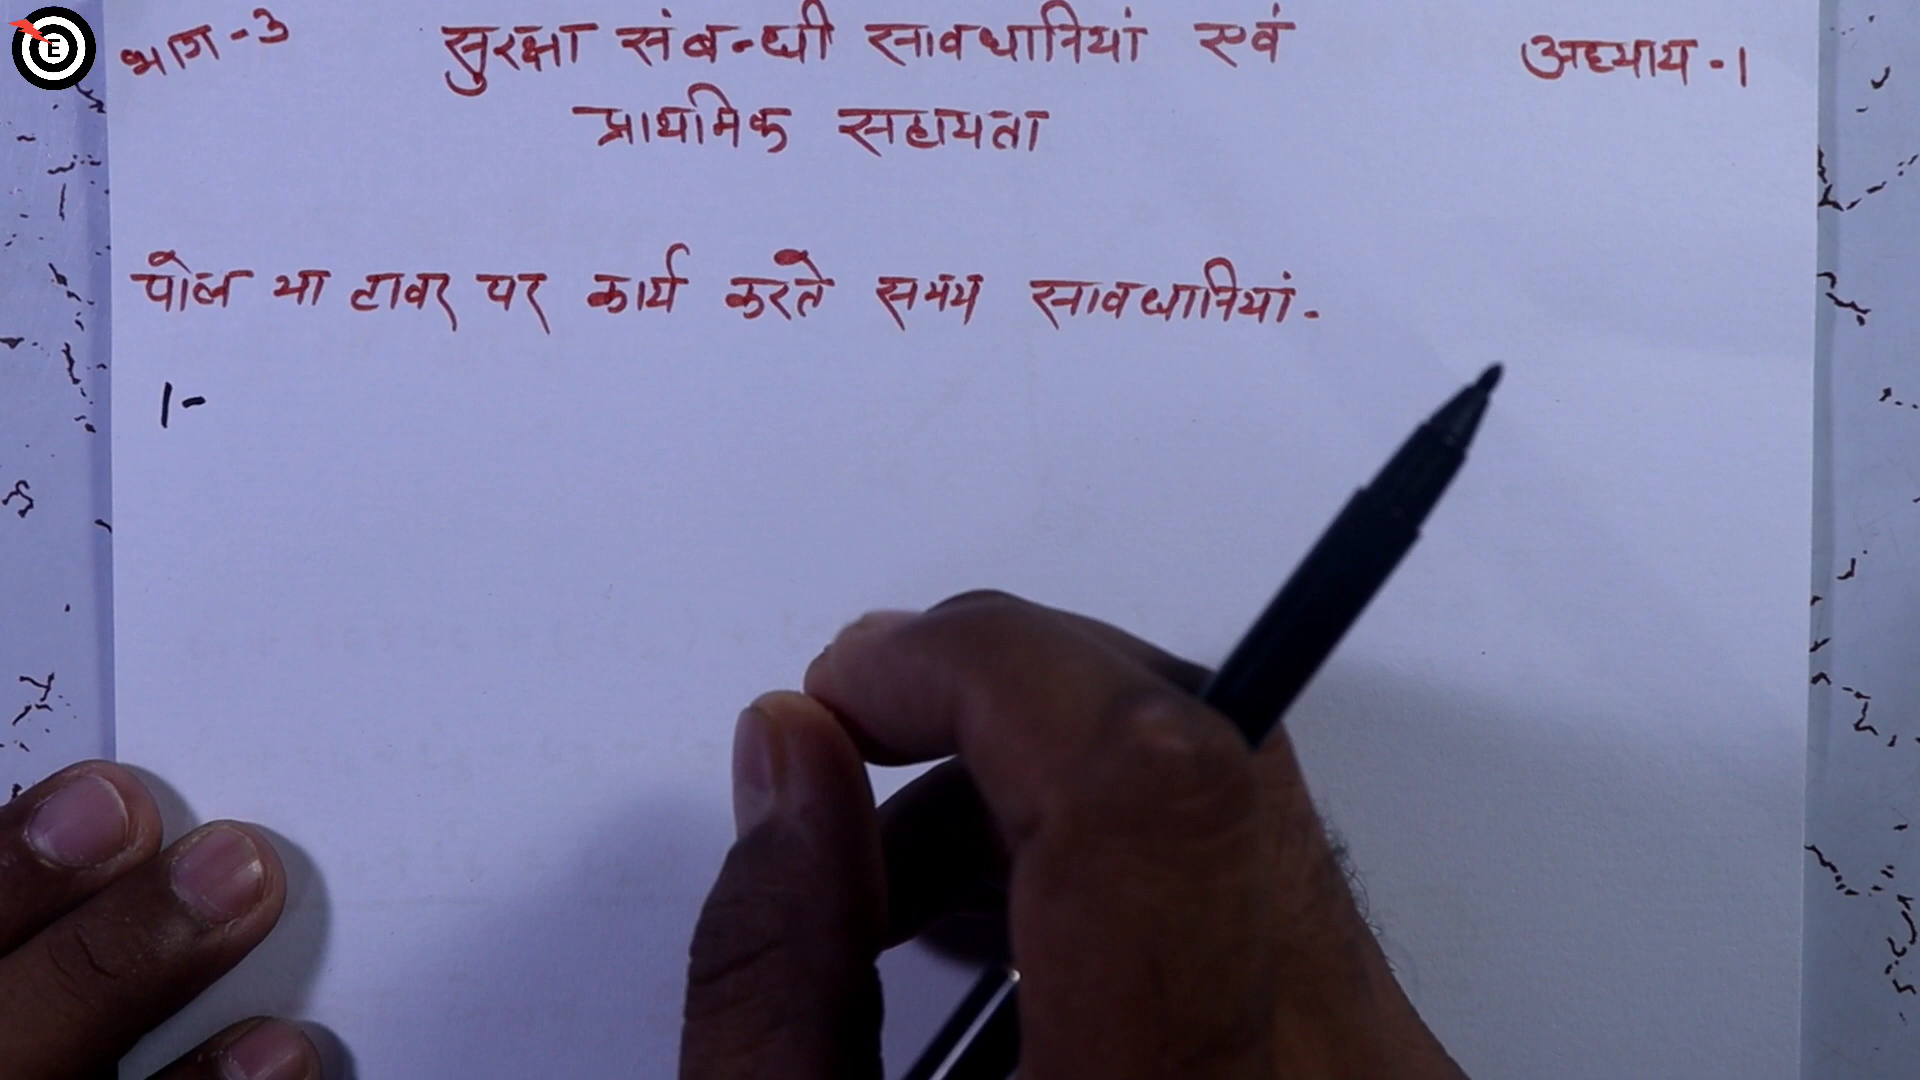 E
भाग - 3
सुरक्षा संबन्धी सावधानियां एवं
अध्याय - 1
प्राथमिक सहायता
पोल या टावर पर कार्य करते समय सावधानियां -
1-